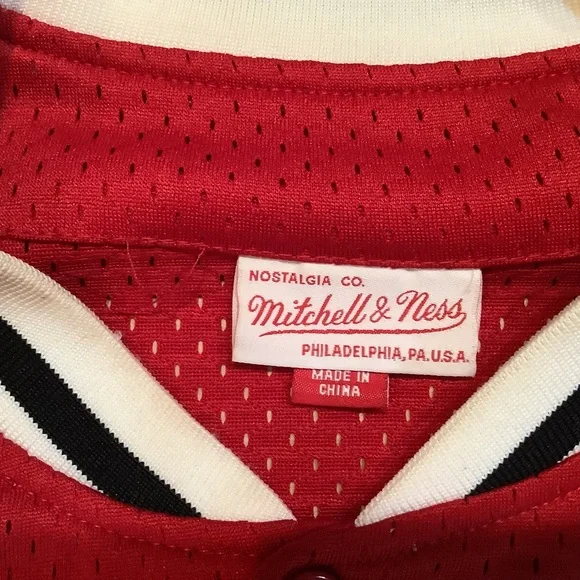 NOSTALGIA CO.
Mitchell & Ness
PHILADELPHIA, PA. U.S.A.
MADE IN
CHINA